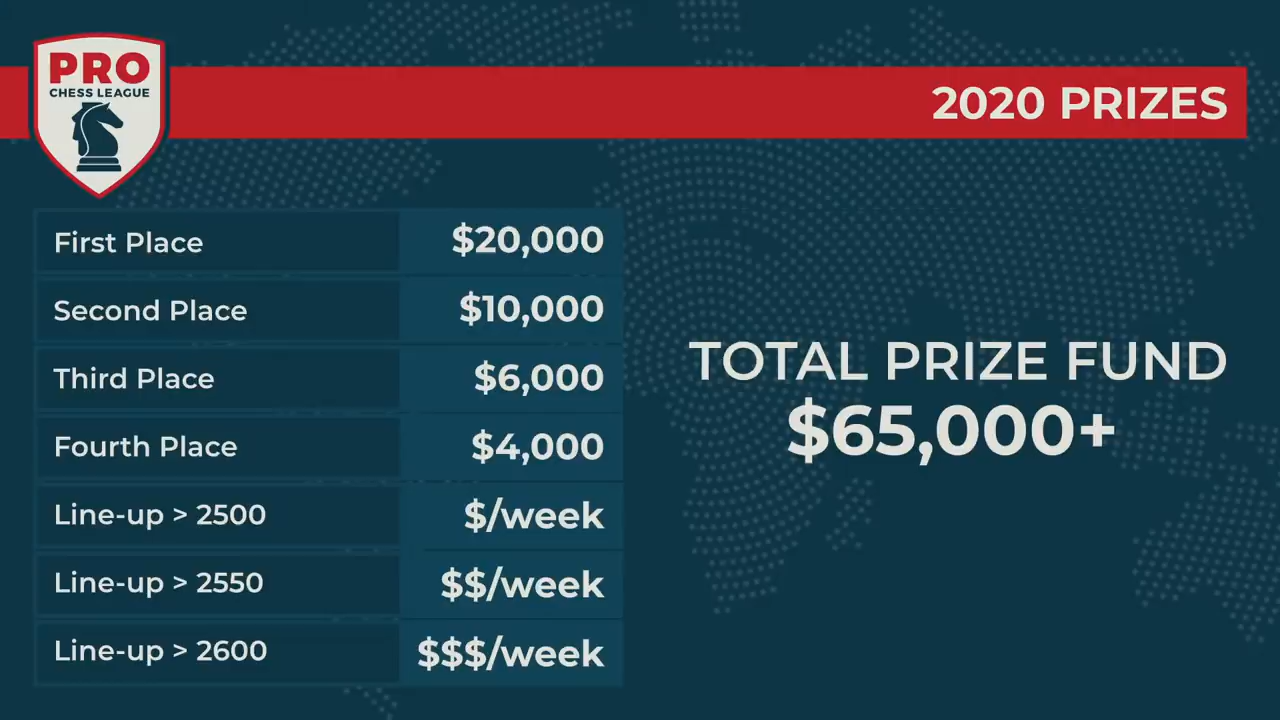 PRO
CHESS LEAGUE
2020 PRIZES
First Place $20,000
Second Place $10,000
Third Place $6,000
Fourth Place $4,000
Line-up > 2500 $/week
Line-up > 2550 $$/week
Line-up > 2600 $$$/week
TOTAL PRIZE FUND
$65,000+